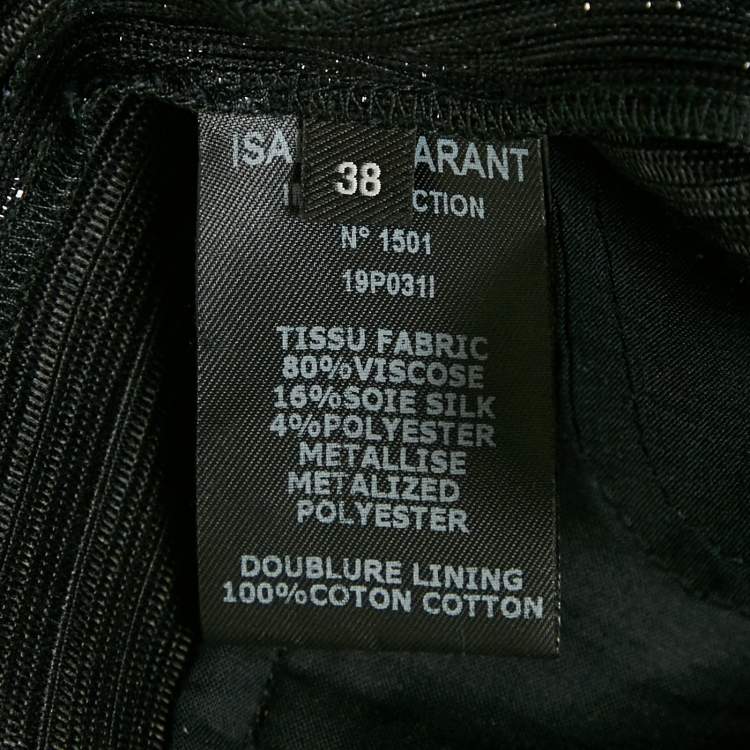 ISA ARANT
38
CTION
N° 1501
19P031I
TISSU FABRIC
80%VISCOSE
16%SOIE SILK
4%POLYESTER
METALLISE
METALIZED
POLYESTER
DOUBLURE LINING
100%COTON COTTON